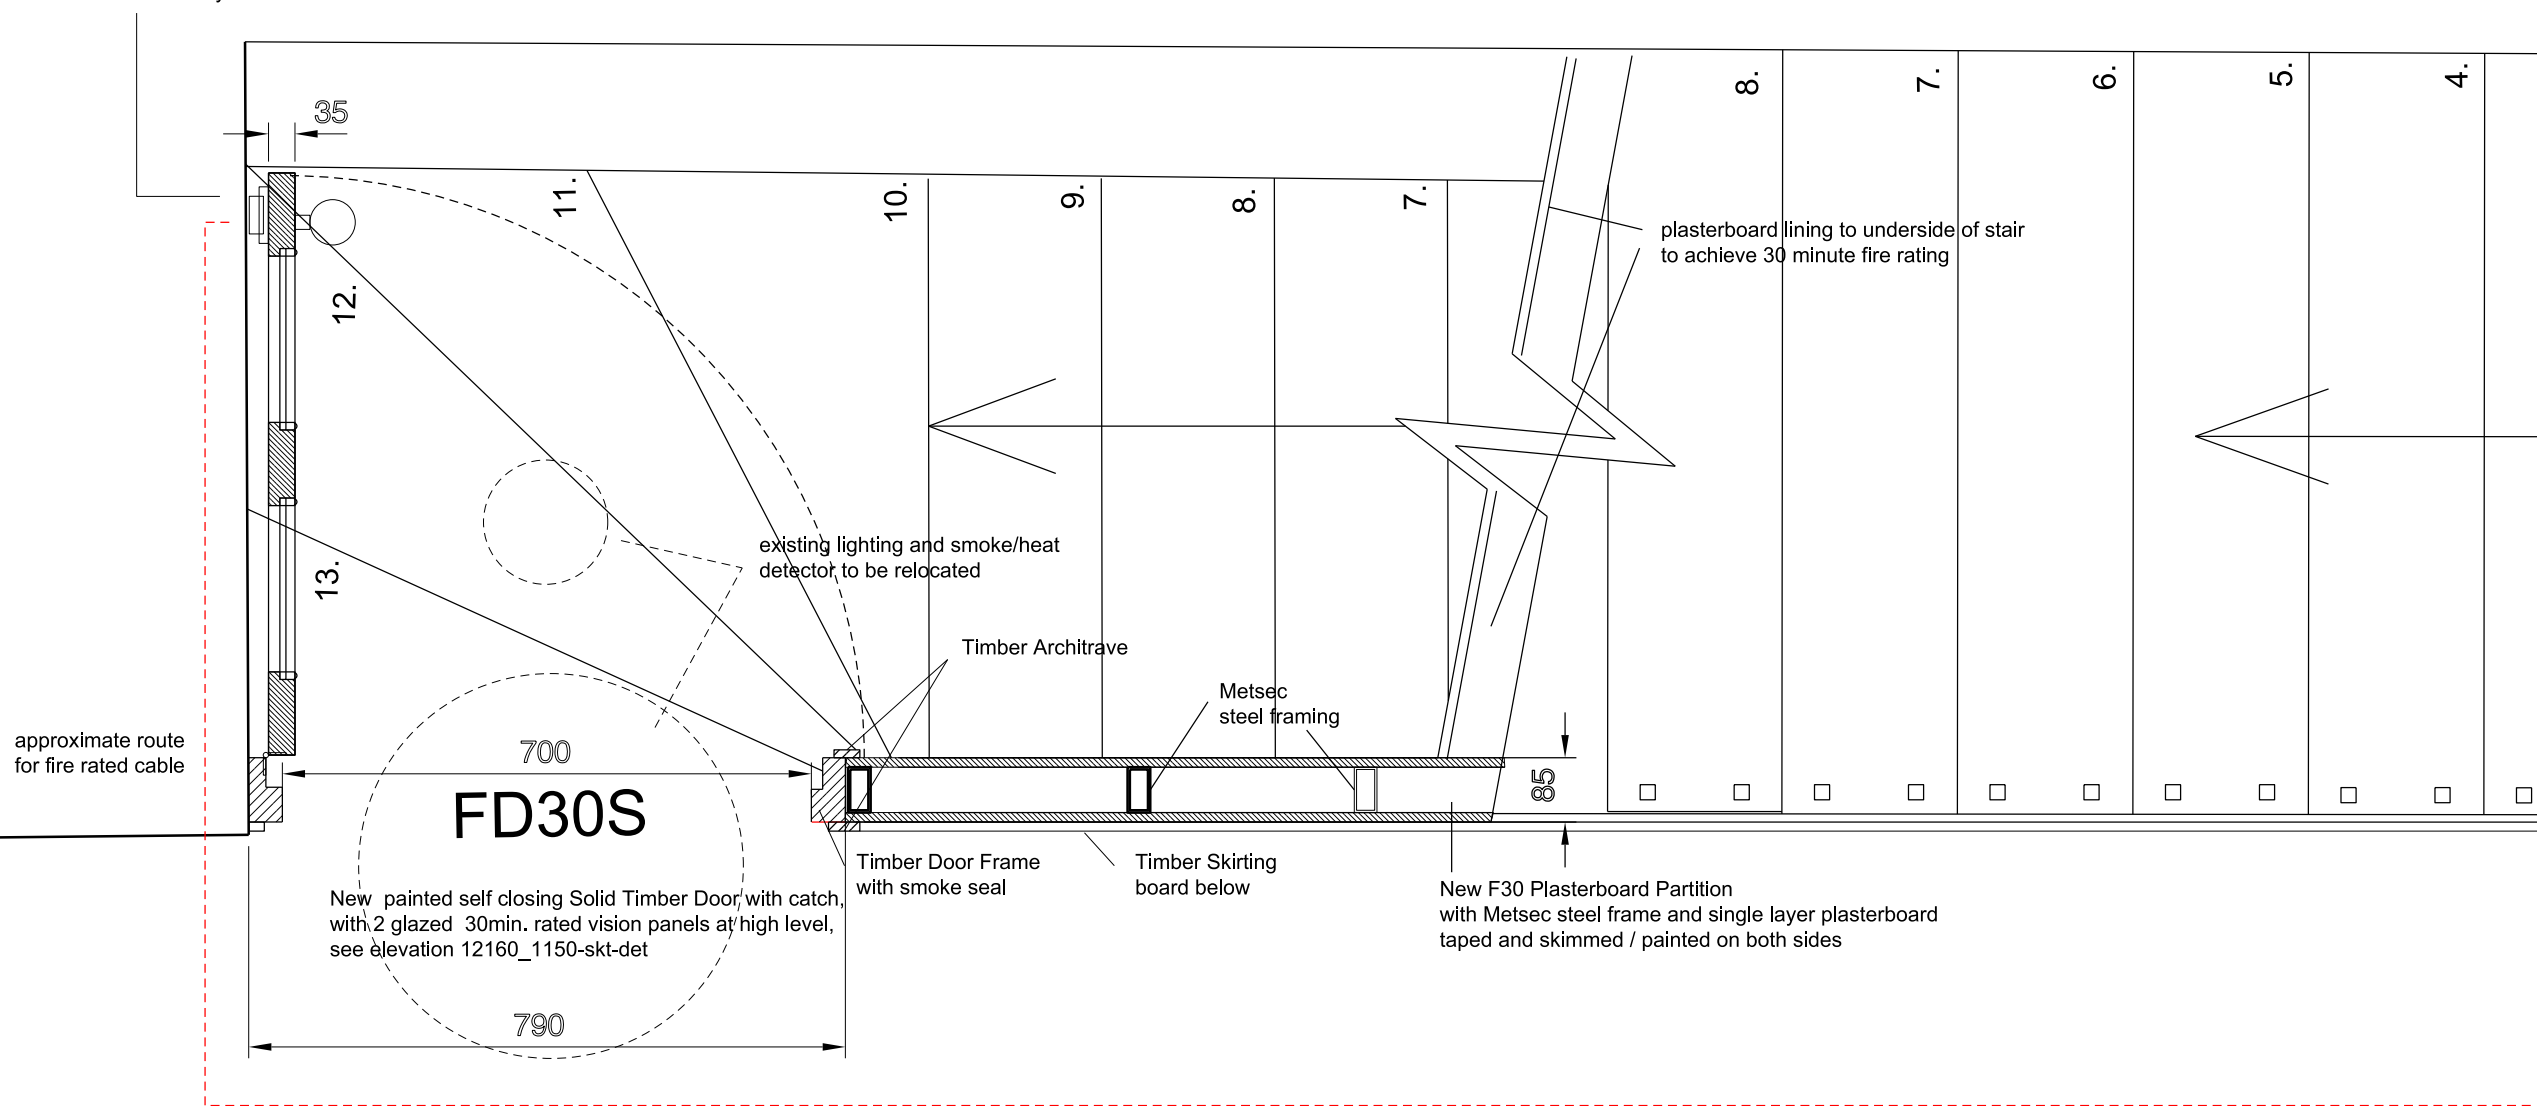 35
8.
7.
6.
5.
4.
11.
10.
9.
8.
7.
plasterboard lining to underside of stair
to achieve 30 minute fire rating
12.
existing lighting and smoke/heat
detector to be relocated
13.
Timber Architrave
Metsec
steel framing
approximate route
for fire rated cable
700
85
FD30S
Timber Door Frame
with smoke seal
Timber Skirting
board below
New painted self closing Solid Timber Door with catch,
with 2 glazed 30min. rated vision panels at high level,
see elevation 12160_1150-skt-det
New F30 Plasterboard Partition
with Metsec steel frame and single layer plasterboard
taped and skimmed / painted on both sides
790